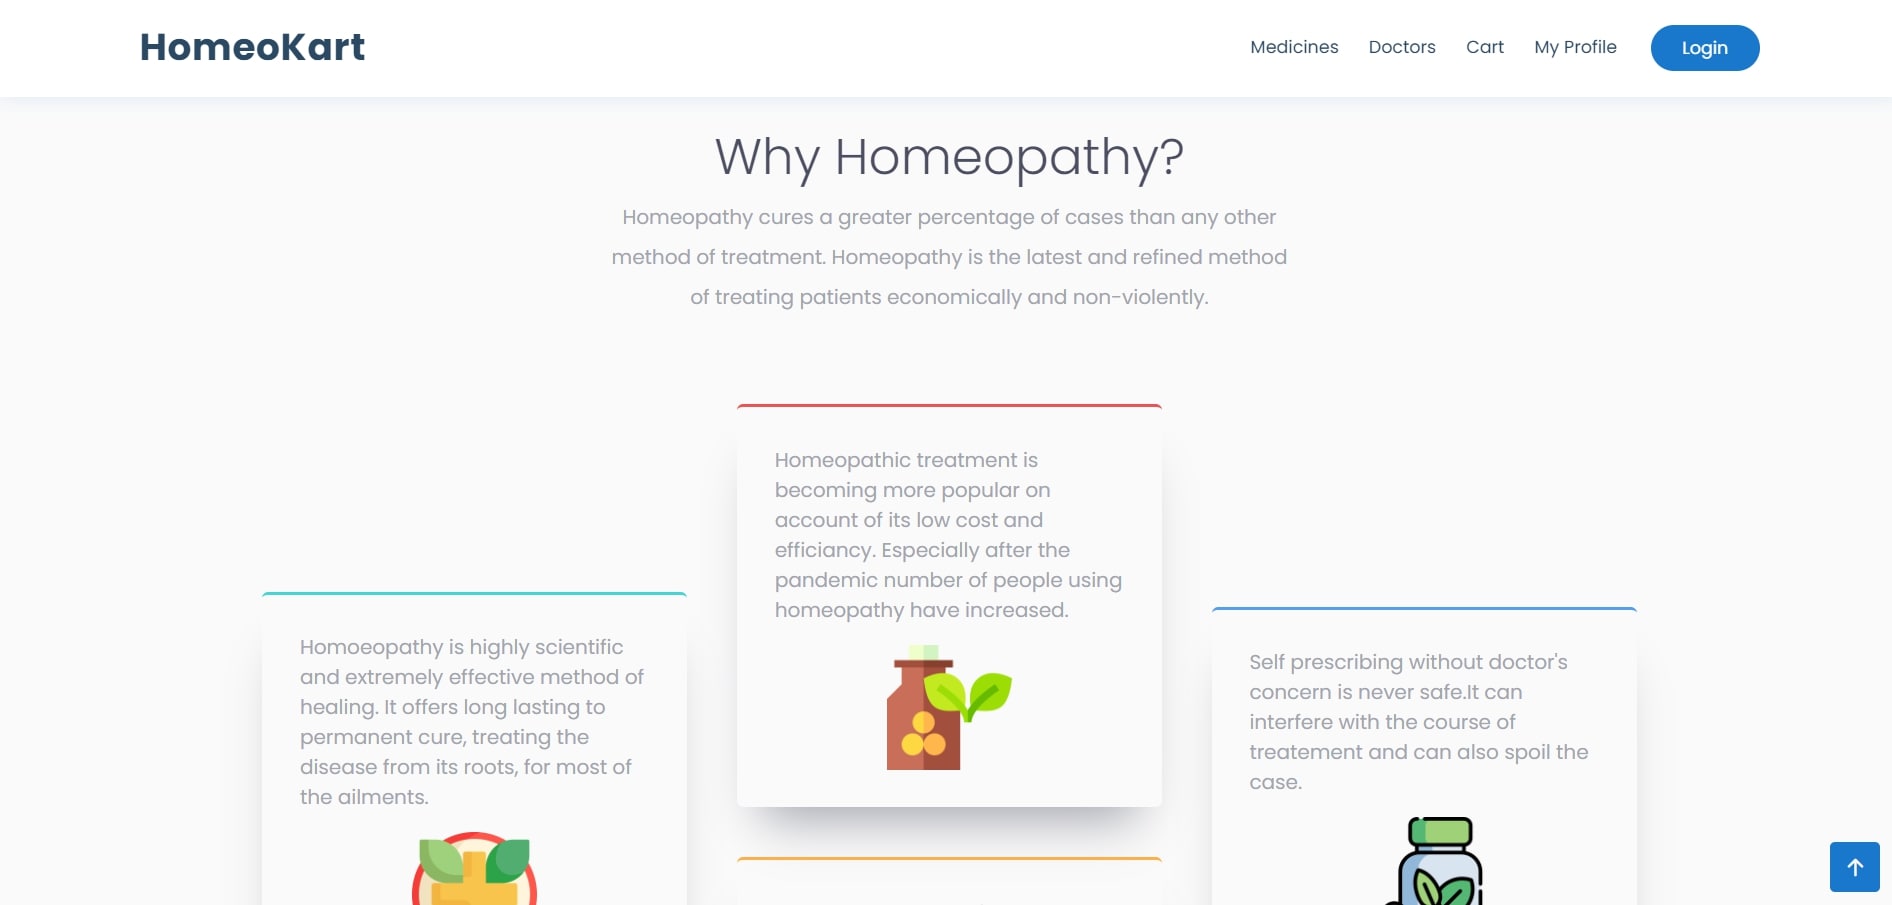 HomeoKart
Medicines
Doctors
Cart
My Profile
Login
Why Homeopathy?
Homeopathy cures a greater percentage of cases than any other
method of treatment. Homeopathy is the latest and refined method
of treating patients economically and non-violently.
Homeopathic treatment is
becoming more popular on
account of its low cost and
efficiancy. Especially after the
pandemic number of people using
homeopathy have increased.
Homoeopathy is highly scientific
and extremely effective method of
healing. It offers long lasting to
permanent cure, treating the
disease from its roots, for most of
the ailments.
Self prescribing without doctor's
concern is never safe.It can
interfere with the course of
treatement and can also spoil the
case.